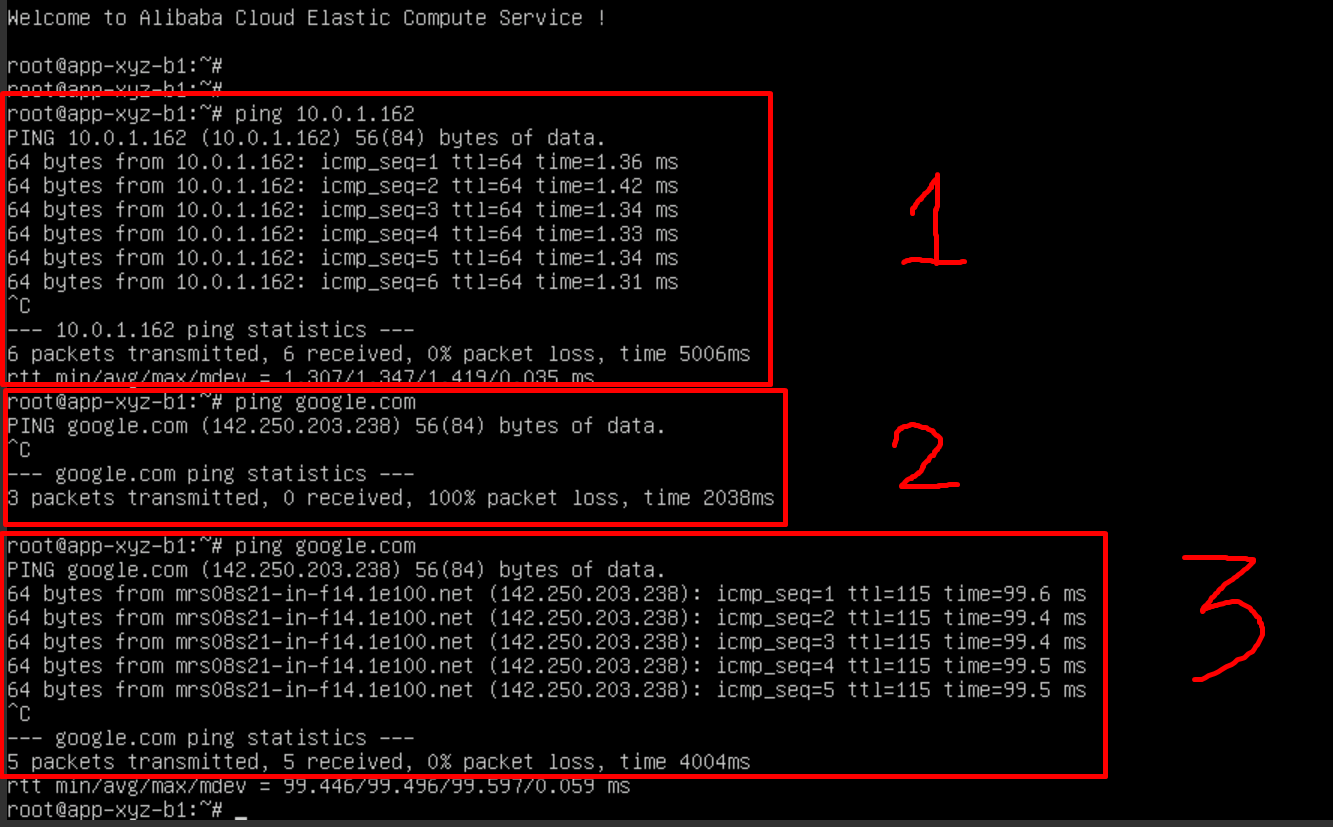 Welcome to Alibaba Cloud Elastic Compute Service !
root@app-xyz-b1:~#
root@app-xyz-b1:~#
root@app-xyz-b1:~# ping 10.0.1.162
PING 10.0.1.162 (10.0.1.162) 56(84) bytes of data.
64 bytes from 10.0.1.162: icmp_seq=1 ttl=64 time=1.36 ms
64 bytes from 10.0.1.162: icmp_seq=2 ttl=64 time=1.42 ms
64 bytes from 10.0.1.162: icmp_seq=3 ttl=64 time=1.34 ms
64 bytes from 10.0.1.162: icmp_seq=4 ttl=64 time=1.33 ms
64 bytes from 10.0.1.162: icmp_seq=5 ttl=64 time=1.34 ms
64 bytes from 10.0.1.162: icmp_seq=6 ttl=64 time=1.31 ms
^C
--- 10.0.1.162 ping statistics ---
6 packets transmitted, 6 received, 0% packet loss, time 5006ms
rtt min/avg/max/mdev = 1.307/1.347/1.419/0.035 ms
1
root@app-xyz-b1:~# ping google.com
PING google.com (142.250.203.238) 56(84) bytes of data.
^C
--- google.com ping statistics ---
3 packets transmitted, 0 received, 100% packet loss, time 2038ms
2
root@app-xyz-b1:~# ping google.com
PING google.com (142.250.203.238) 56(84) bytes of data.
64 bytes from mrs08s21-in-f14.1e100.net (142.250.203.238): icmp_seq=1 ttl=115 time=99.6 ms
64 bytes from mrs08s21-in-f14.1e100.net (142.250.203.238): icmp_seq=2 ttl=115 time=99.4 ms
64 bytes from mrs08s21-in-f14.1e100.net (142.250.203.238): icmp_seq=3 ttl=115 time=99.4 ms
64 bytes from mrs08s21-in-f14.1e100.net (142.250.203.238): icmp_seq=4 ttl=115 time=99.5 ms
64 bytes from mrs08s21-in-f14.1e100.net (142.250.203.238): icmp_seq=5 ttl=115 time=99.5 ms
^C
--- google.com ping statistics ---
5 packets transmitted, 5 received, 0% packet loss, time 4004ms
3
rtt min/avg/max/mdev = 99.446/99.496/99.597/0.059 ms
root@app-xyz-b1:~# _